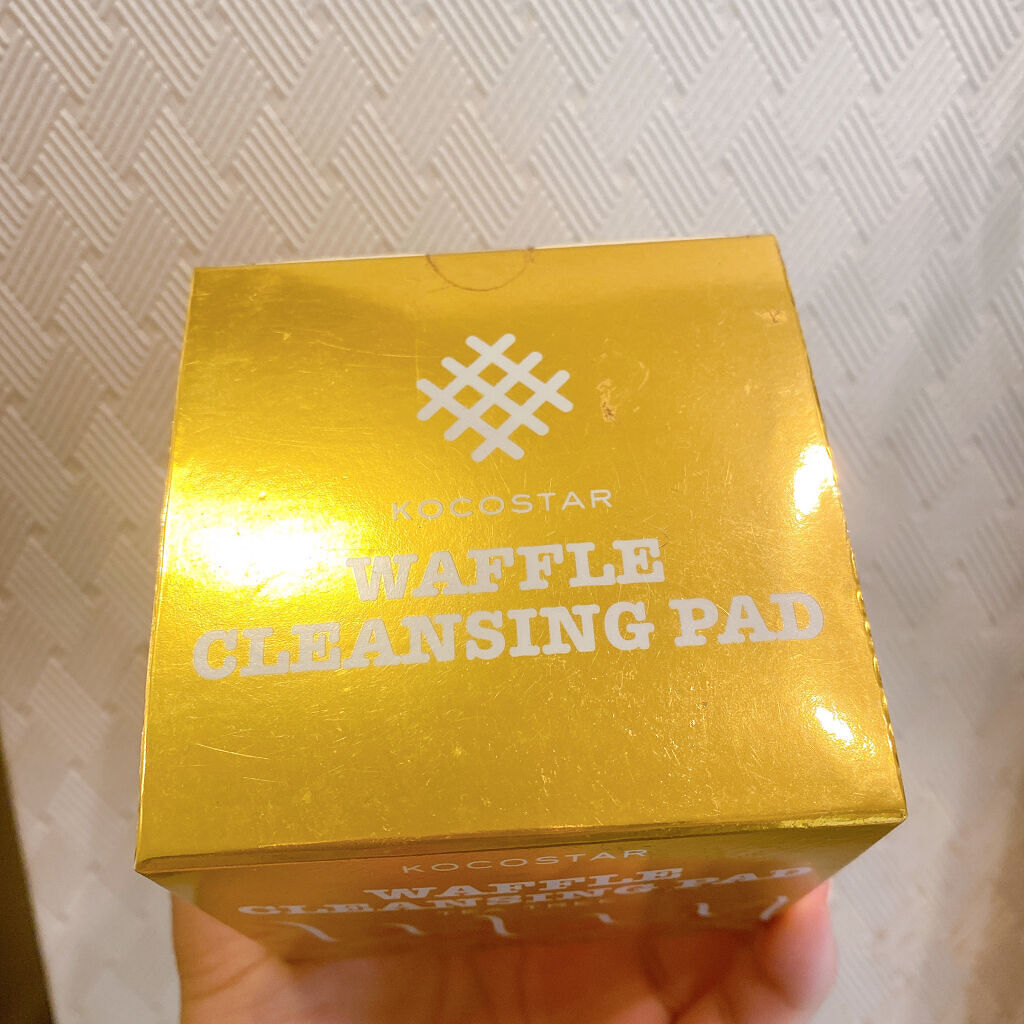 KOCOSTAR
WAFFLE
CLEANSING PAD
KOCOSTAR
WAFFLE
CLEANSING PAD